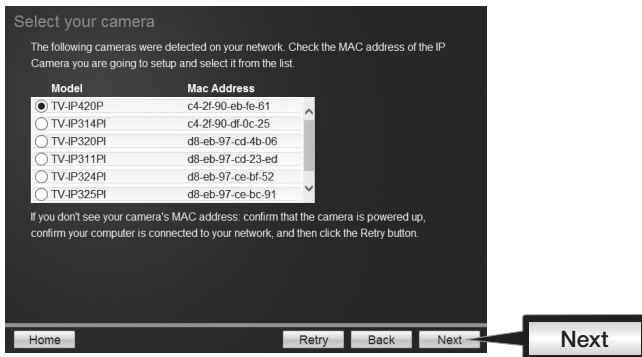 Select your camera
The following cameras were detected on your network. Check the MAC address of the IP
Camera you are going to setup and select it from the list.
Model Mac Address
TV-IP420P c4-2f-90-eb-fe-61
TV-IP314PI c4-2f-90-df-0c-25
TV-IP320PI d8-eb-97-cd-4b-06
TV-IP311PI d8-eb-97-cd-23-ed
TV-IP324PI d8-eb-97-ce-bf-52
TV-IP325PI d8-eb-97-ce-bc-91
If you don't see your camera's MAC address: confirm that the camera is powered up,
confirm your computer is connected to your network, and then click the Retry button.
Home Retry Back Next Next